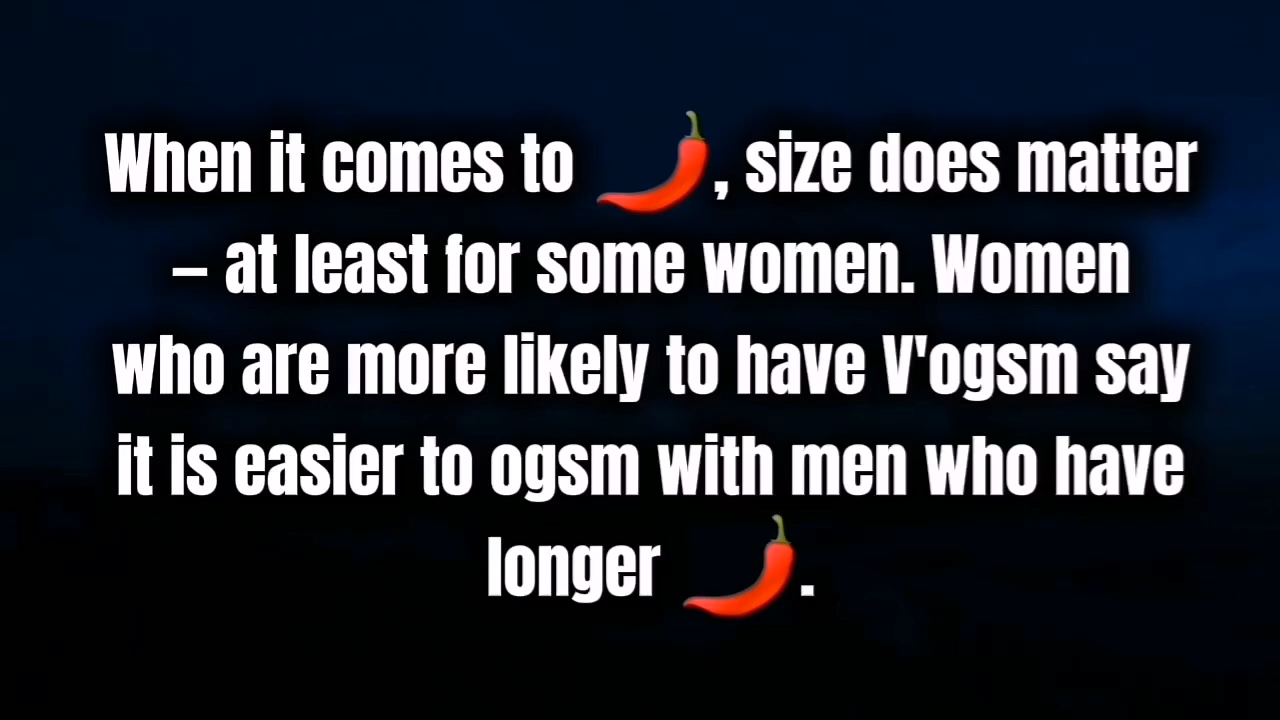 When it comes to 🌶️, size does matter
– at least for some women. Women
who are more likely to have V'ogsm say
it is easier to ogsm with men who have
longer 🌶️.